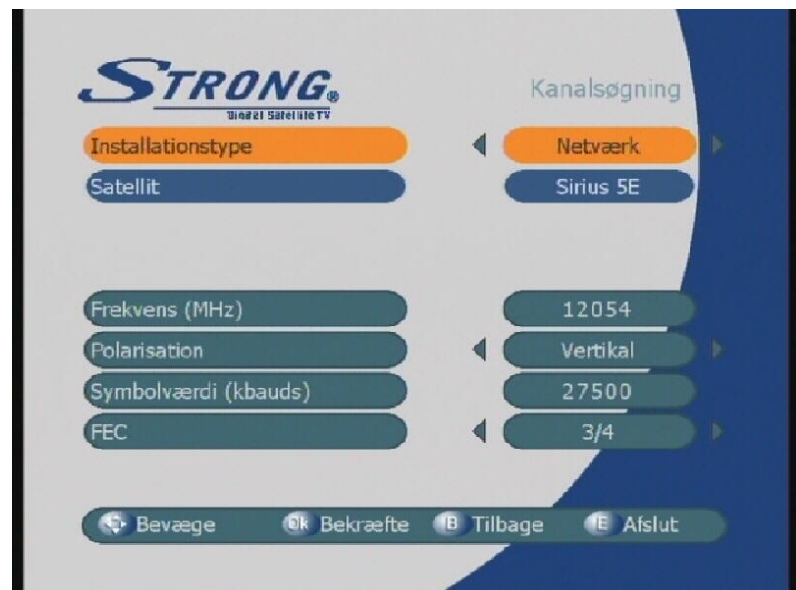 STRONG®
Digital Satellite TV
Kanalsøgning
Installationstype Netværk
Satellit Sirius 5E
Frekvens (MHz) 12054
Polarisation Vertikal
Symbolværdi (kbauds) 27500
FEC 3/4
Bevæge Ok Bekræfte B Tilbage E Afslut